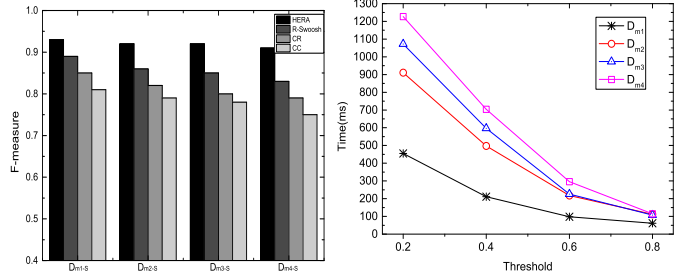 1.0
0.9
0.8
0.7
0.6
0.5
0.4
F-measure
HERA
R-Swoosh
CR
CC
Dm1-S
Dm2-S
Dm3-S
Dm4-S
1300
1200
1100
1000
900
800
700
600
500
400
300
200
100
0
Time(ms)
Dm1
Dm2
Dm3
Dm4
0.2
0.4
0.6
0.8
Threshold